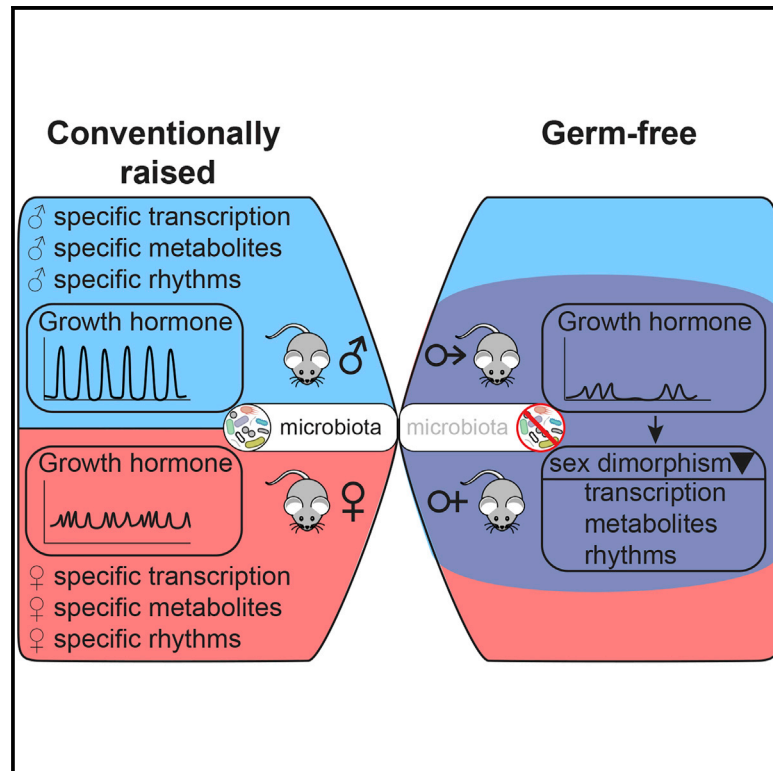 Conventionally
raised
♂ specific transcription
♂ specific metabolites
♂ specific rhythms
Growth hormone
♂
microbiota
Growth hormone
♀
♀ specific transcription
♀ specific metabolites
♀ specific rhythms
Germ-free
♂
Growth hormone
microbiota
♀
sex dimorphism▼
transcription
metabolites
rhythms